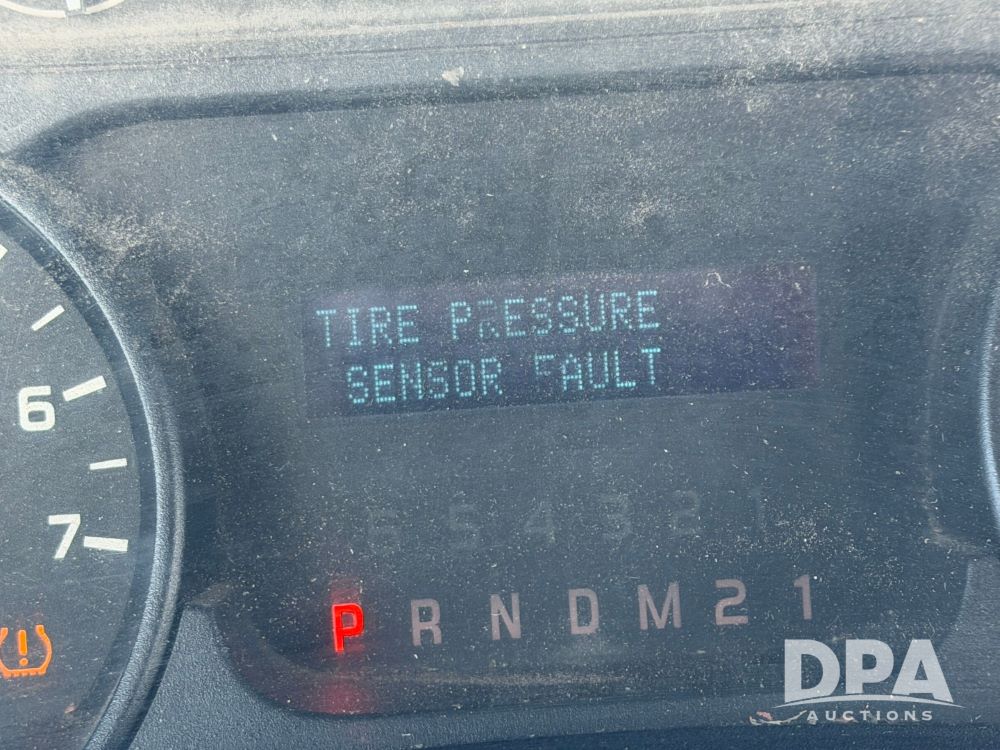 TIRE PRESSURE
SENSOR FAULT
6
7
6 5 4 3 2 1
P R N D M 2 1
DPA
AUCTIONS